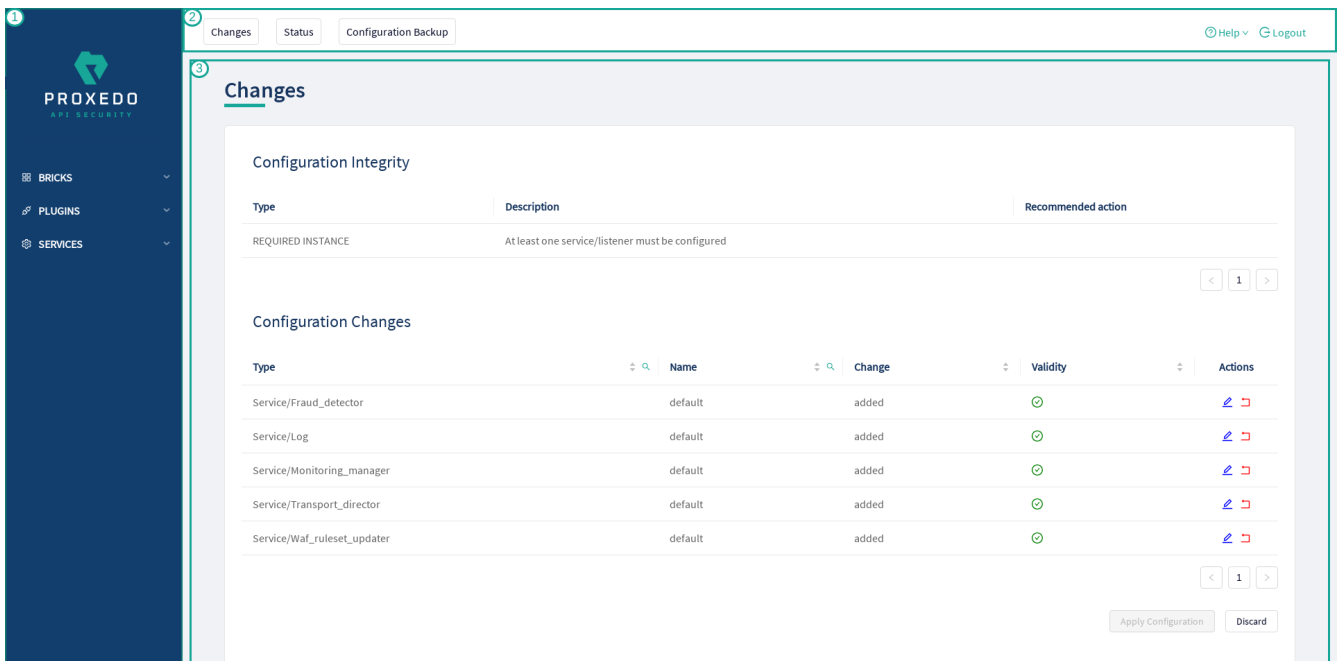 1
2
Changes Status Configuration Backup Help Logout
3
PROXEDO
API SECURITY
BRICKS
PLUGINS
SERVICES
Changes
Configuration Integrity
Type Description Recommended action
REQUIRED INSTANCE At least one service/listener must be configured
< 1 >
Configuration Changes
Type Name Change Validity Actions
Service/Fraud_detector default added
Service/Log default added
Service/Monitoring_manager default added
Service/Transport_director default added
Service/Waf_ruleset_updater default added
< 1 >
Apply Configuration Discard